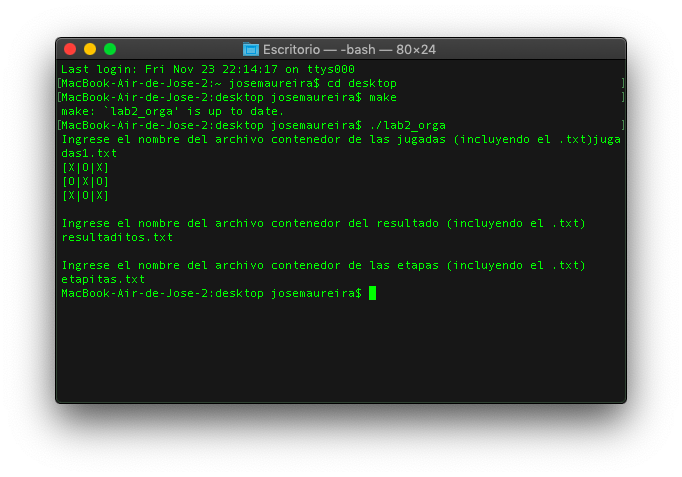 Escritorio — -bash — 80×24
Last login: Fri Nov 23 22:14:17 on ttys000
[MacBook-Air-de-Jose-2:~ josemaureira$ cd desktop ]
[MacBook-Air-de-Jose-2:desktop josemaureira$ make ]
make: `lab2_orga' is up to date.
[MacBook-Air-de-Jose-2:desktop josemaureira$ ./lab2_orga ]
Ingrese el nombre del archivo contenedor de las jugadas (incluyendo el .txt)juga
das1.txt
[X|O|X]
[O|X|O]
[X|O|X]
Ingrese el nombre del archivo contenedor del resultado (incluyendo el .txt)
resultaditos.txt
Ingrese el nombre del archivo contenedor de las etapas (incluyendo el .txt)
etapitas.txt
MacBook-Air-de-Jose-2:desktop josemaureira$